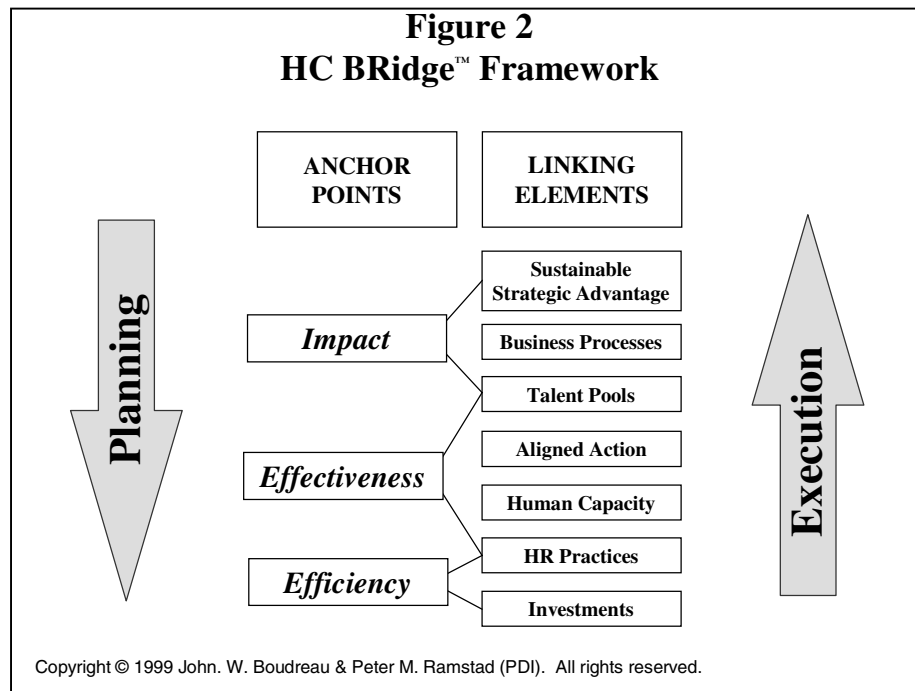 Figure 2
HC BRidge™ Framework
ANCHOR
POINTS
LINKING
ELEMENTS
Planning
Impact
Effectiveness
Efficiency
Sustainable
Strategic Advantage
Business Processes
Talent Pools
Aligned Action
Human Capacity
HR Practices
Investments
Execution
Copyright © 1999 John. W. Boudreau & Peter M. Ramstad (PDI). All rights reserved.